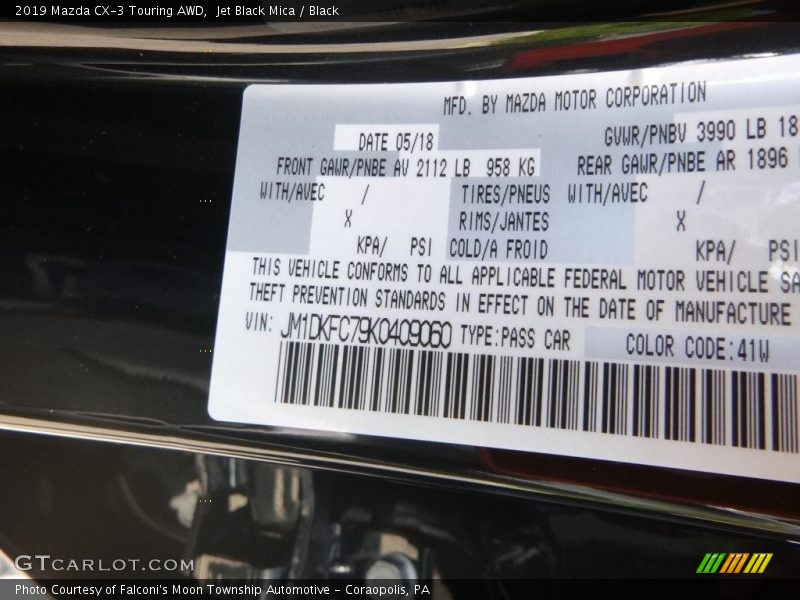 2019 Mazda CX-3 Touring AWD, Jet Black Mica / Black
MFD. BY MAZDA MOTOR CORPORATION
DATE 05/18 GVWR/PNBV 3990 LB 18
FRONT GAWR/PNBE AV 2112 LB 958 KG REAR GAWR/PNBE AR 1896
WITH/AVEC / TIRES/PNEUS WITH/AVEC /
X RIMS/JANTES X
KPA/ PSI COLD/A FROID KPA/ PSI
THIS VEHICLE CONFORMS TO ALL APPLICABLE FEDERAL MOTOR VEHICLE SA
THEFT PREVENTION STANDARDS IN EFFECT ON THE DATE OF MANUFACTURE
VIN: JM1DKFC79K0409060 TYPE:PASS CAR COLOR CODE:41W
GTCARLOT.COM
Photo Courtesy of Falconi's Moon Township Automotive - Coraopolis, PA